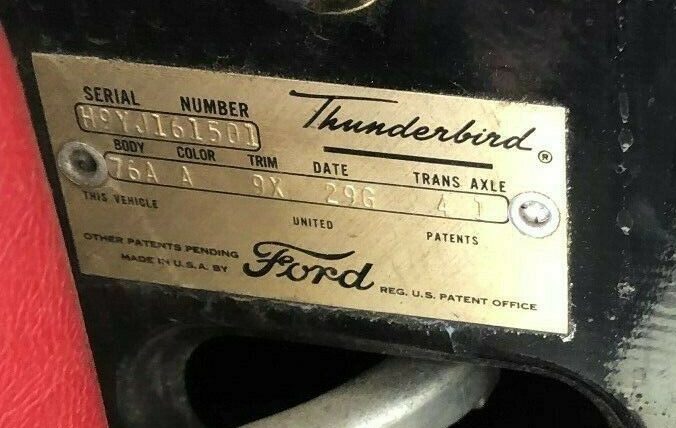 SERIAL NUMBER
Thunderbird®
H9YJ161501
BODY COLOR TRIM DATE TRANS AXLE
76A A 9X 29G 4 1
THIS VEHICLE UNITED PATENTS
OTHER PATENTS PENDING
MADE IN U.S.A. BY
Ford
REG. U.S. PATENT OFFICE